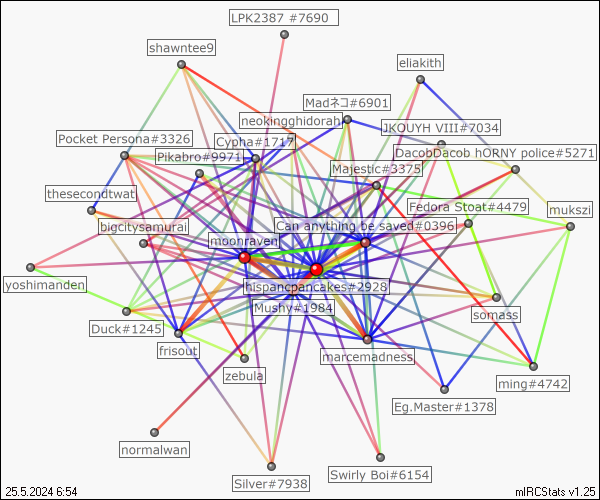 LPK2387 #7690
shawntee9
eliakith
Madネコ#6901
neokingghidorah
JKOUYH VIII#7034
Pocket Persona#3326
Cypha#1717
Pikabro#9971
DacobDacob hORNY police#5271
Majestic#3375
thesecondtwat
Fedora Stoat#4479
mukszi
bigcitysamurai
Can anything be saved#0396
moonraven
yoshimanden
hispancpancakes#2928
Mushy#1984
somass
Duck#1245
frisout
marcemadness
zebula
ming#4742
Eg.Master#1378
normalwan
Swirly Boi#6154
Silver#7938
25.5.2024 6:54
mIRCStats v1.25